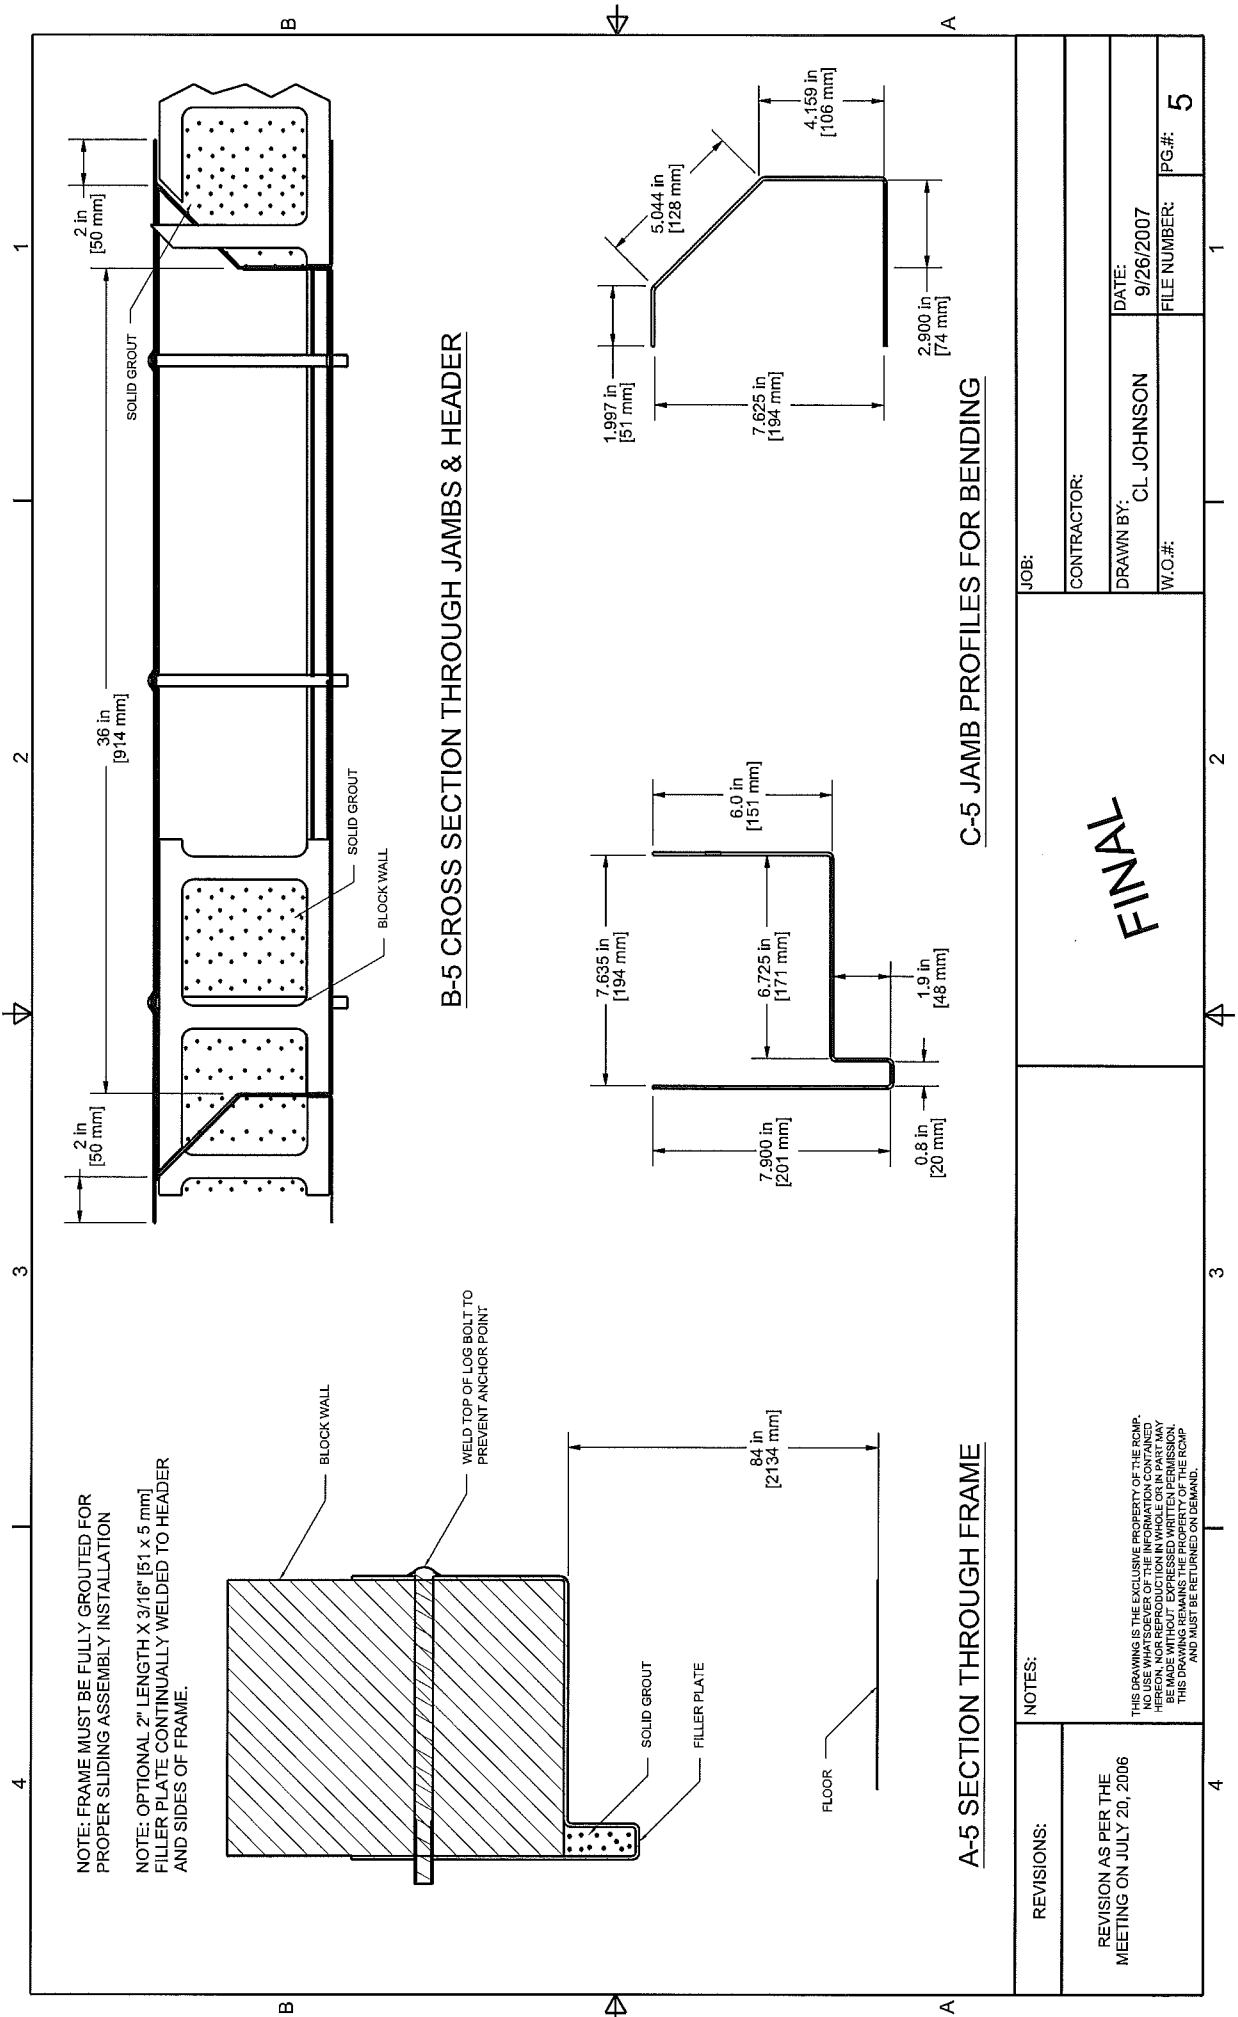 4
3
2
1
B
B
A
A
NOTE: FRAME MUST BE FULLY GROUTED FOR
PROPER SLIDING ASSEMBLY INSTALLATION
NOTE: OPTIONAL 2" LENGTH X 3/16" [51 x 5 mm]
FILLER PLATE CONTINUALLY WELDED TO HEADER
AND SIDES OF FRAME.
BLOCK WALL
WELD TOP OF LOG BOLT TO
PREVENT ANCHOR POINT
SOLID GROUT
FILLER PLATE
84 in
[2134 mm]
FLOOR
A-5 SECTION THROUGH FRAME
2 in
[50 mm]
36 in
[914 mm]
2 in
[50 mm]
SOLID GROUT
SOLID GROUT
BLOCK WALL
B-5 CROSS SECTION THROUGH JAMBS & HEADER
7.635 in
[194 mm]
6.0 in
[151 mm]
6.725 in
[171 mm]
7.900 in
[201 mm]
1.9 in
[48 mm]
0.8 in
[20 mm]
1.997 in
[51 mm]
5.044 in
[128 mm]
4.159 in
[106 mm]
7.625 in
[194 mm]
2.900 in
[74 mm]
C-5 JAMB PROFILES FOR BENDING
REVISIONS:
REVISION AS PER THE
MEETING ON JULY 20, 2006
NOTES:
THIS DRAWING IS THE EXCLUSIVE PROPERTY OF THE RCMP.
NO USE WHATSOEVER OF THE INFORMATION CONTAINED
HEREON, NOR REPRODUCTION IN WHOLE OR IN PART MAY
BE MADE WITHOUT EXPRESSED WRITTEN PERMISSION.
THIS DRAWING REMAINS THE PROPERTY OF THE RCMP
AND MUST BE RETURNED ON DEMAND.
FINAL
JOB:
CONTRACTOR:
DRAWN BY:
CL JOHNSON
DATE:
9/26/2007
W.O.#:
FILE NUMBER:
PG.#:
5
4
3
2
1